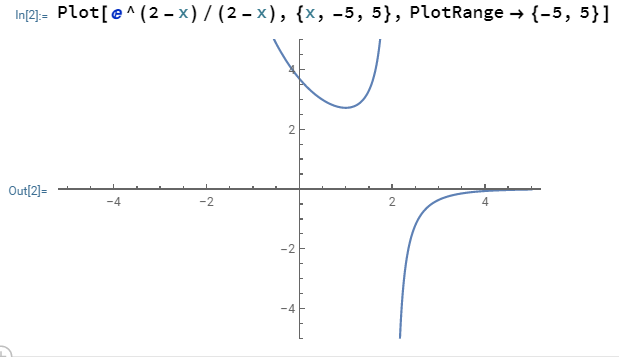 In[2]:= Plot[ⅇ^(2 – x) / (2 – x), {x, –5, 5}, PlotRange → {–5, 5}]
4
2
Out[2]=
–4 –2 2 4
–2
–4